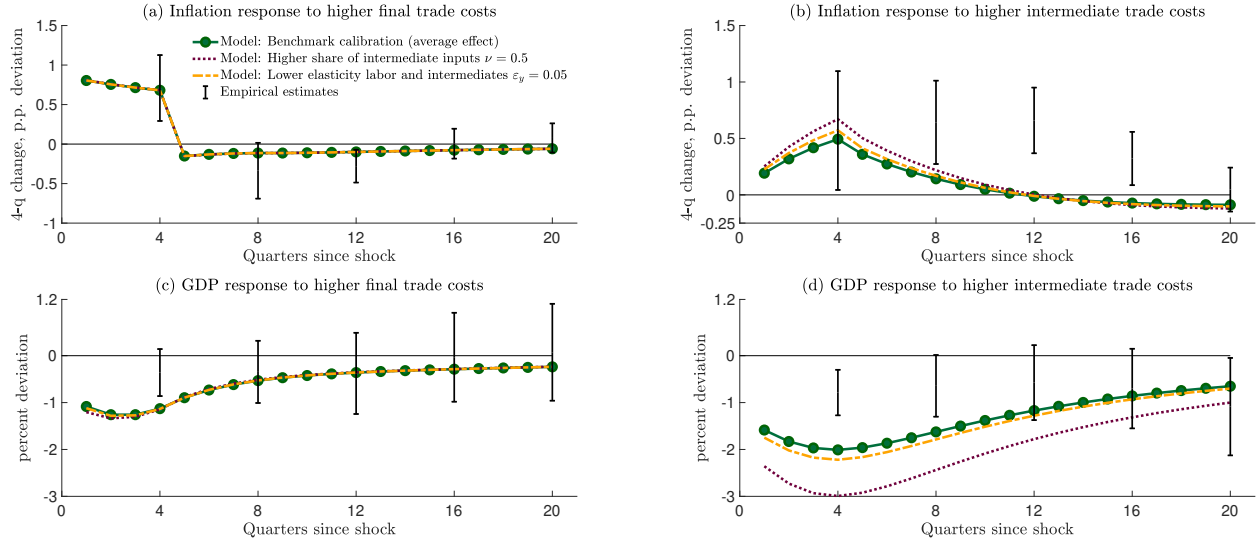 (a) Inflation response to higher final trade costs
1.5
1
0.5
0
-0.5
-1
4-q change, p.p. deviation
Model: Benchmark calibration (average effect)
Model: Higher share of intermediate inputs ν = 0.5
Model: Lower elasticity labor and intermediates ε_y = 0.05
Empirical estimates
0 4 8 12 16 20
Quarters since shock
(b) Inflation response to higher intermediate trade costs
1.5
1
0.5
0
-0.25
4-q change, p.p. deviation
0 4 8 12 16 20
Quarters since shock
(c) GDP response to higher final trade costs
1.2
0
-1
-2
-3
percent deviation
0 4 8 12 16 20
Quarters since shock
(d) GDP response to higher intermediate trade costs
1.2
0
-1
-2
-3
percent deviation
0 4 8 12 16 20
Quarters since shock